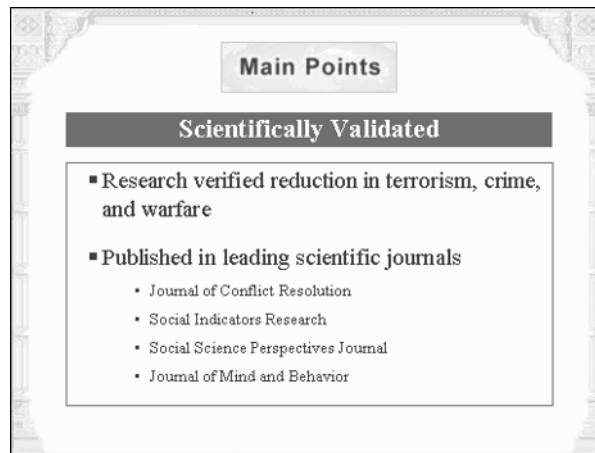 Main Points
Scientifically Validated
▪ Research verified reduction in terrorism, crime,
and warfare
▪ Published in leading scientific journals
• Journal of Conflict Resolution
• Social Indicators Research
• Social Science Perspectives Journal
• Journal of Mind and Behavior